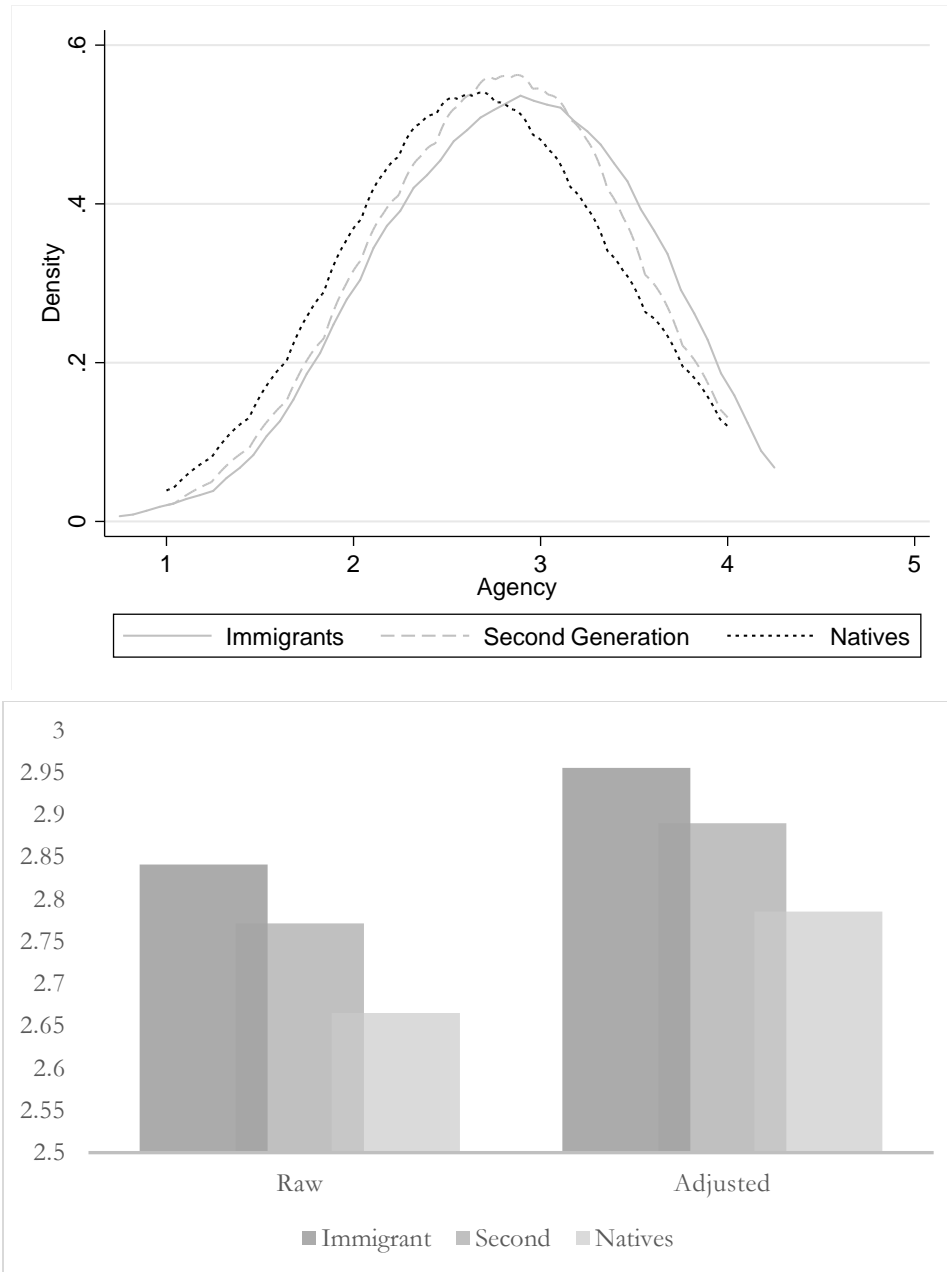 .6
.4
.2
0
Density
1 2 3 4 5
Agency
Immigrants Second Generation Natives
3
2.95
2.9
2.85
2.8
2.75
2.7
2.65
2.6
2.55
2.5
Raw Adjusted
Immigrant Second Natives